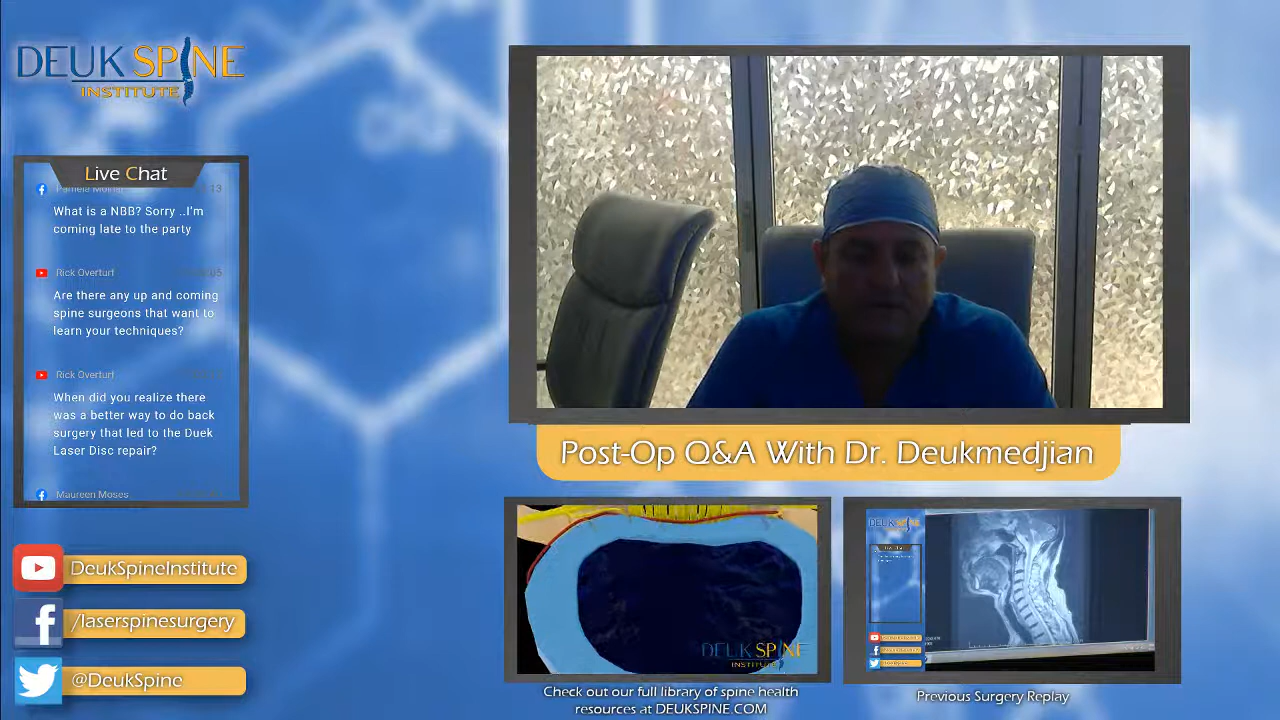 DEUK SPINE
INSTITUTE
Live Chat
What is a NBB? Sorry ..I'm
coming late to the party
Rick Overturf
Are there any up and coming
spine surgeons that want to
learn your techniques?
Rick Overturf
When did you realize there
was a better way to do back
surgery that led to the Duek
Laser Disc repair?
Maureen Moses
DeukSpineInstitute
/laserspinesurgery
@DeukSpine
Post-Op Q&A With Dr. Deukmedjian
DEUK SPINE
INSTITUTE
Check out our full library of spine health
resources at DEUKSPINE.COM
DEUK SPINE
Previous Surgery Replay